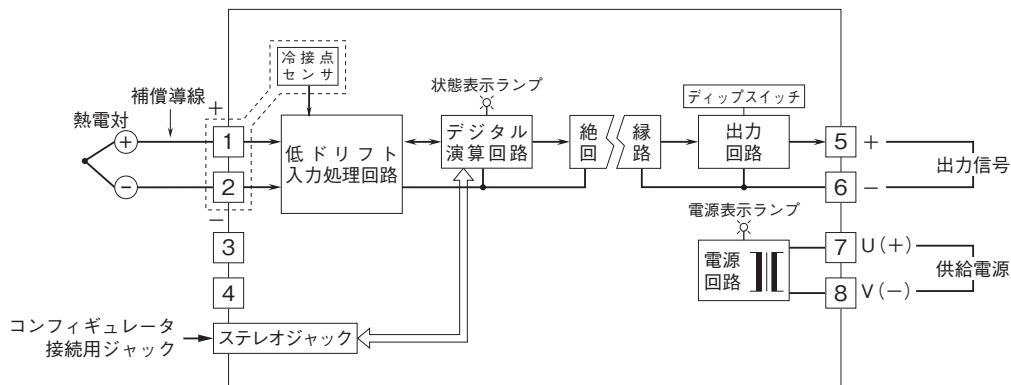 冷接点
センサ
状態表示ランプ
補償導線
+
ディップスイッチ
熱電対
+
1
低ドリフト
入力処理回路
デジタル
演算回路
絶
回
縁
路
出力
回路
5
+
出力信号
−
2
6
−
−
電源表示ランプ
3
電源
回路
7
U(+)
供給電源
4
8
V(−)
コンフィギュレータ
接続用ジャック
ステレオジャック